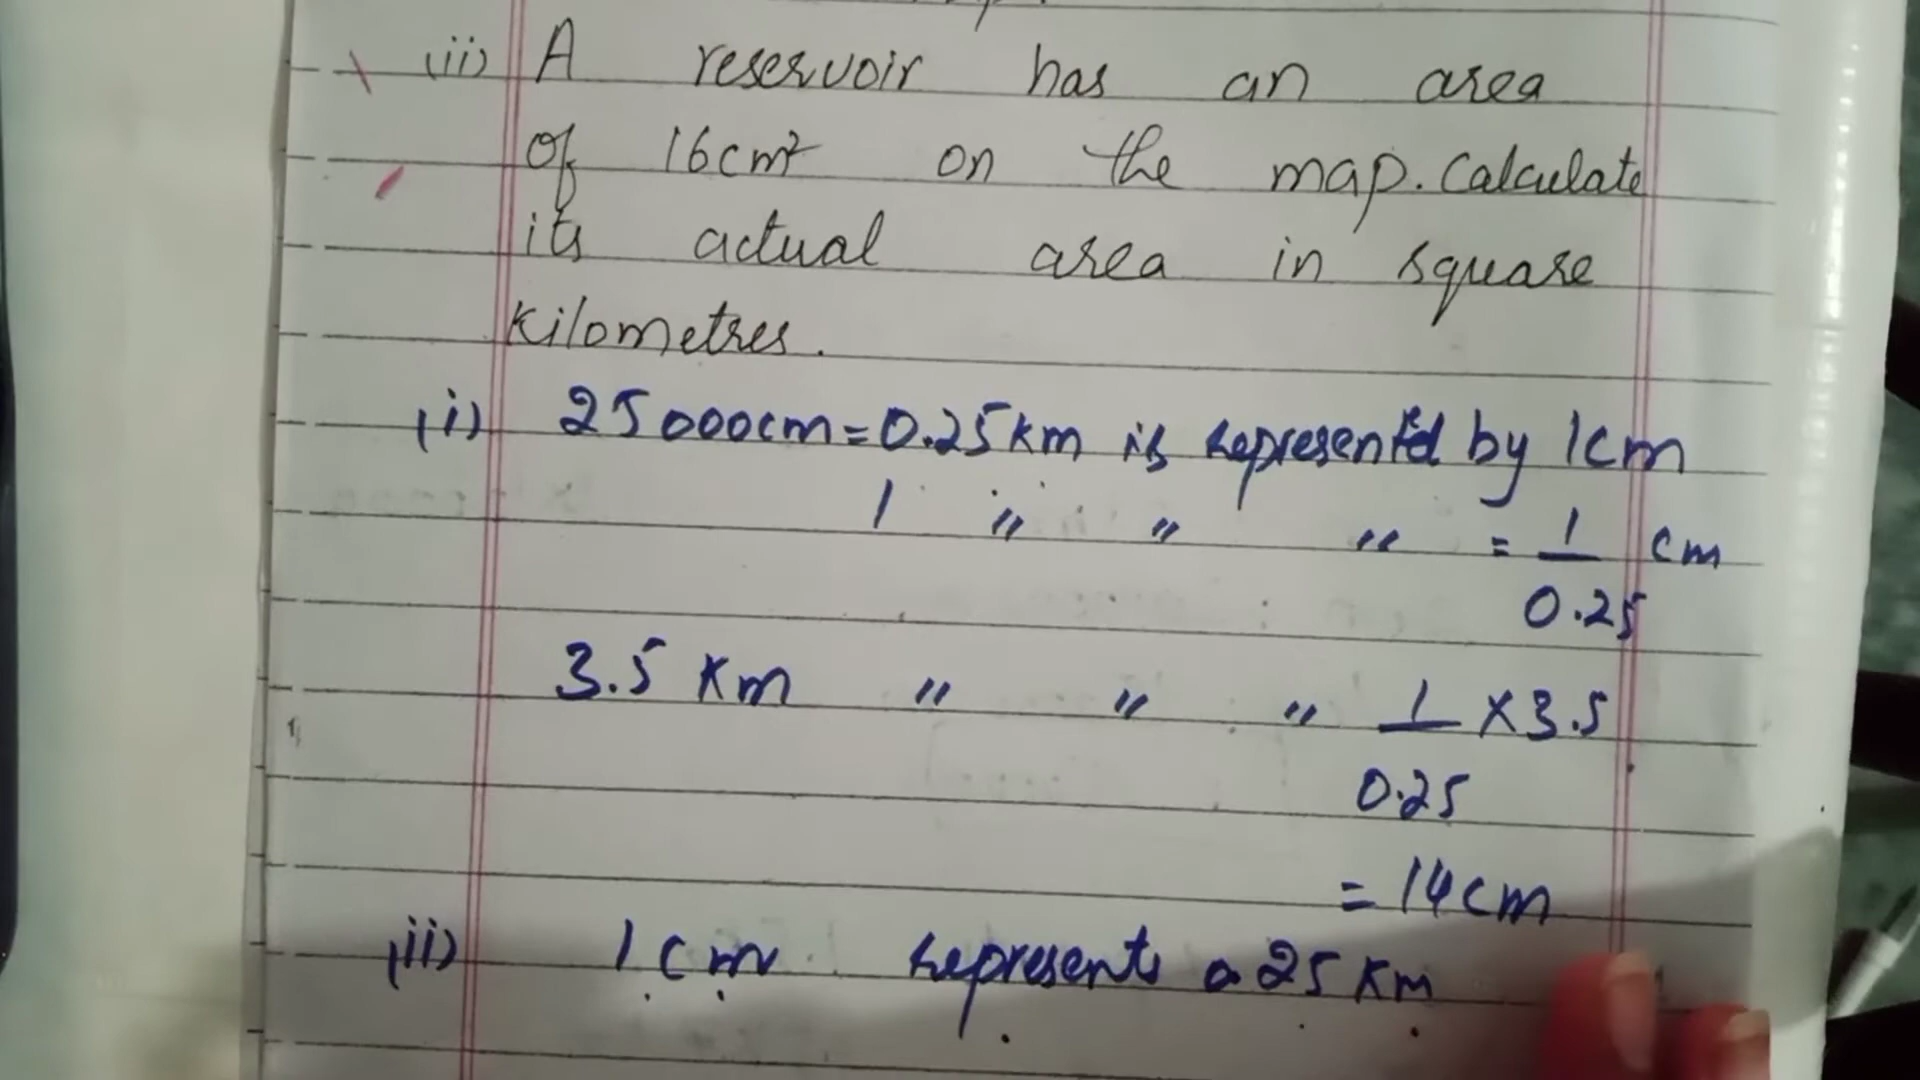 (ii) A reservoir has an area
of 16cm² on the map. Calculate
its actual area in square
kilometres.
(i) 25000cm=0.25km is represented by 1cm
1 " " " = 1/0.25 cm
3.5 km " " " 1/0.25 ×3.5
= 14cm
(ii) 1cm represents 0.25 km